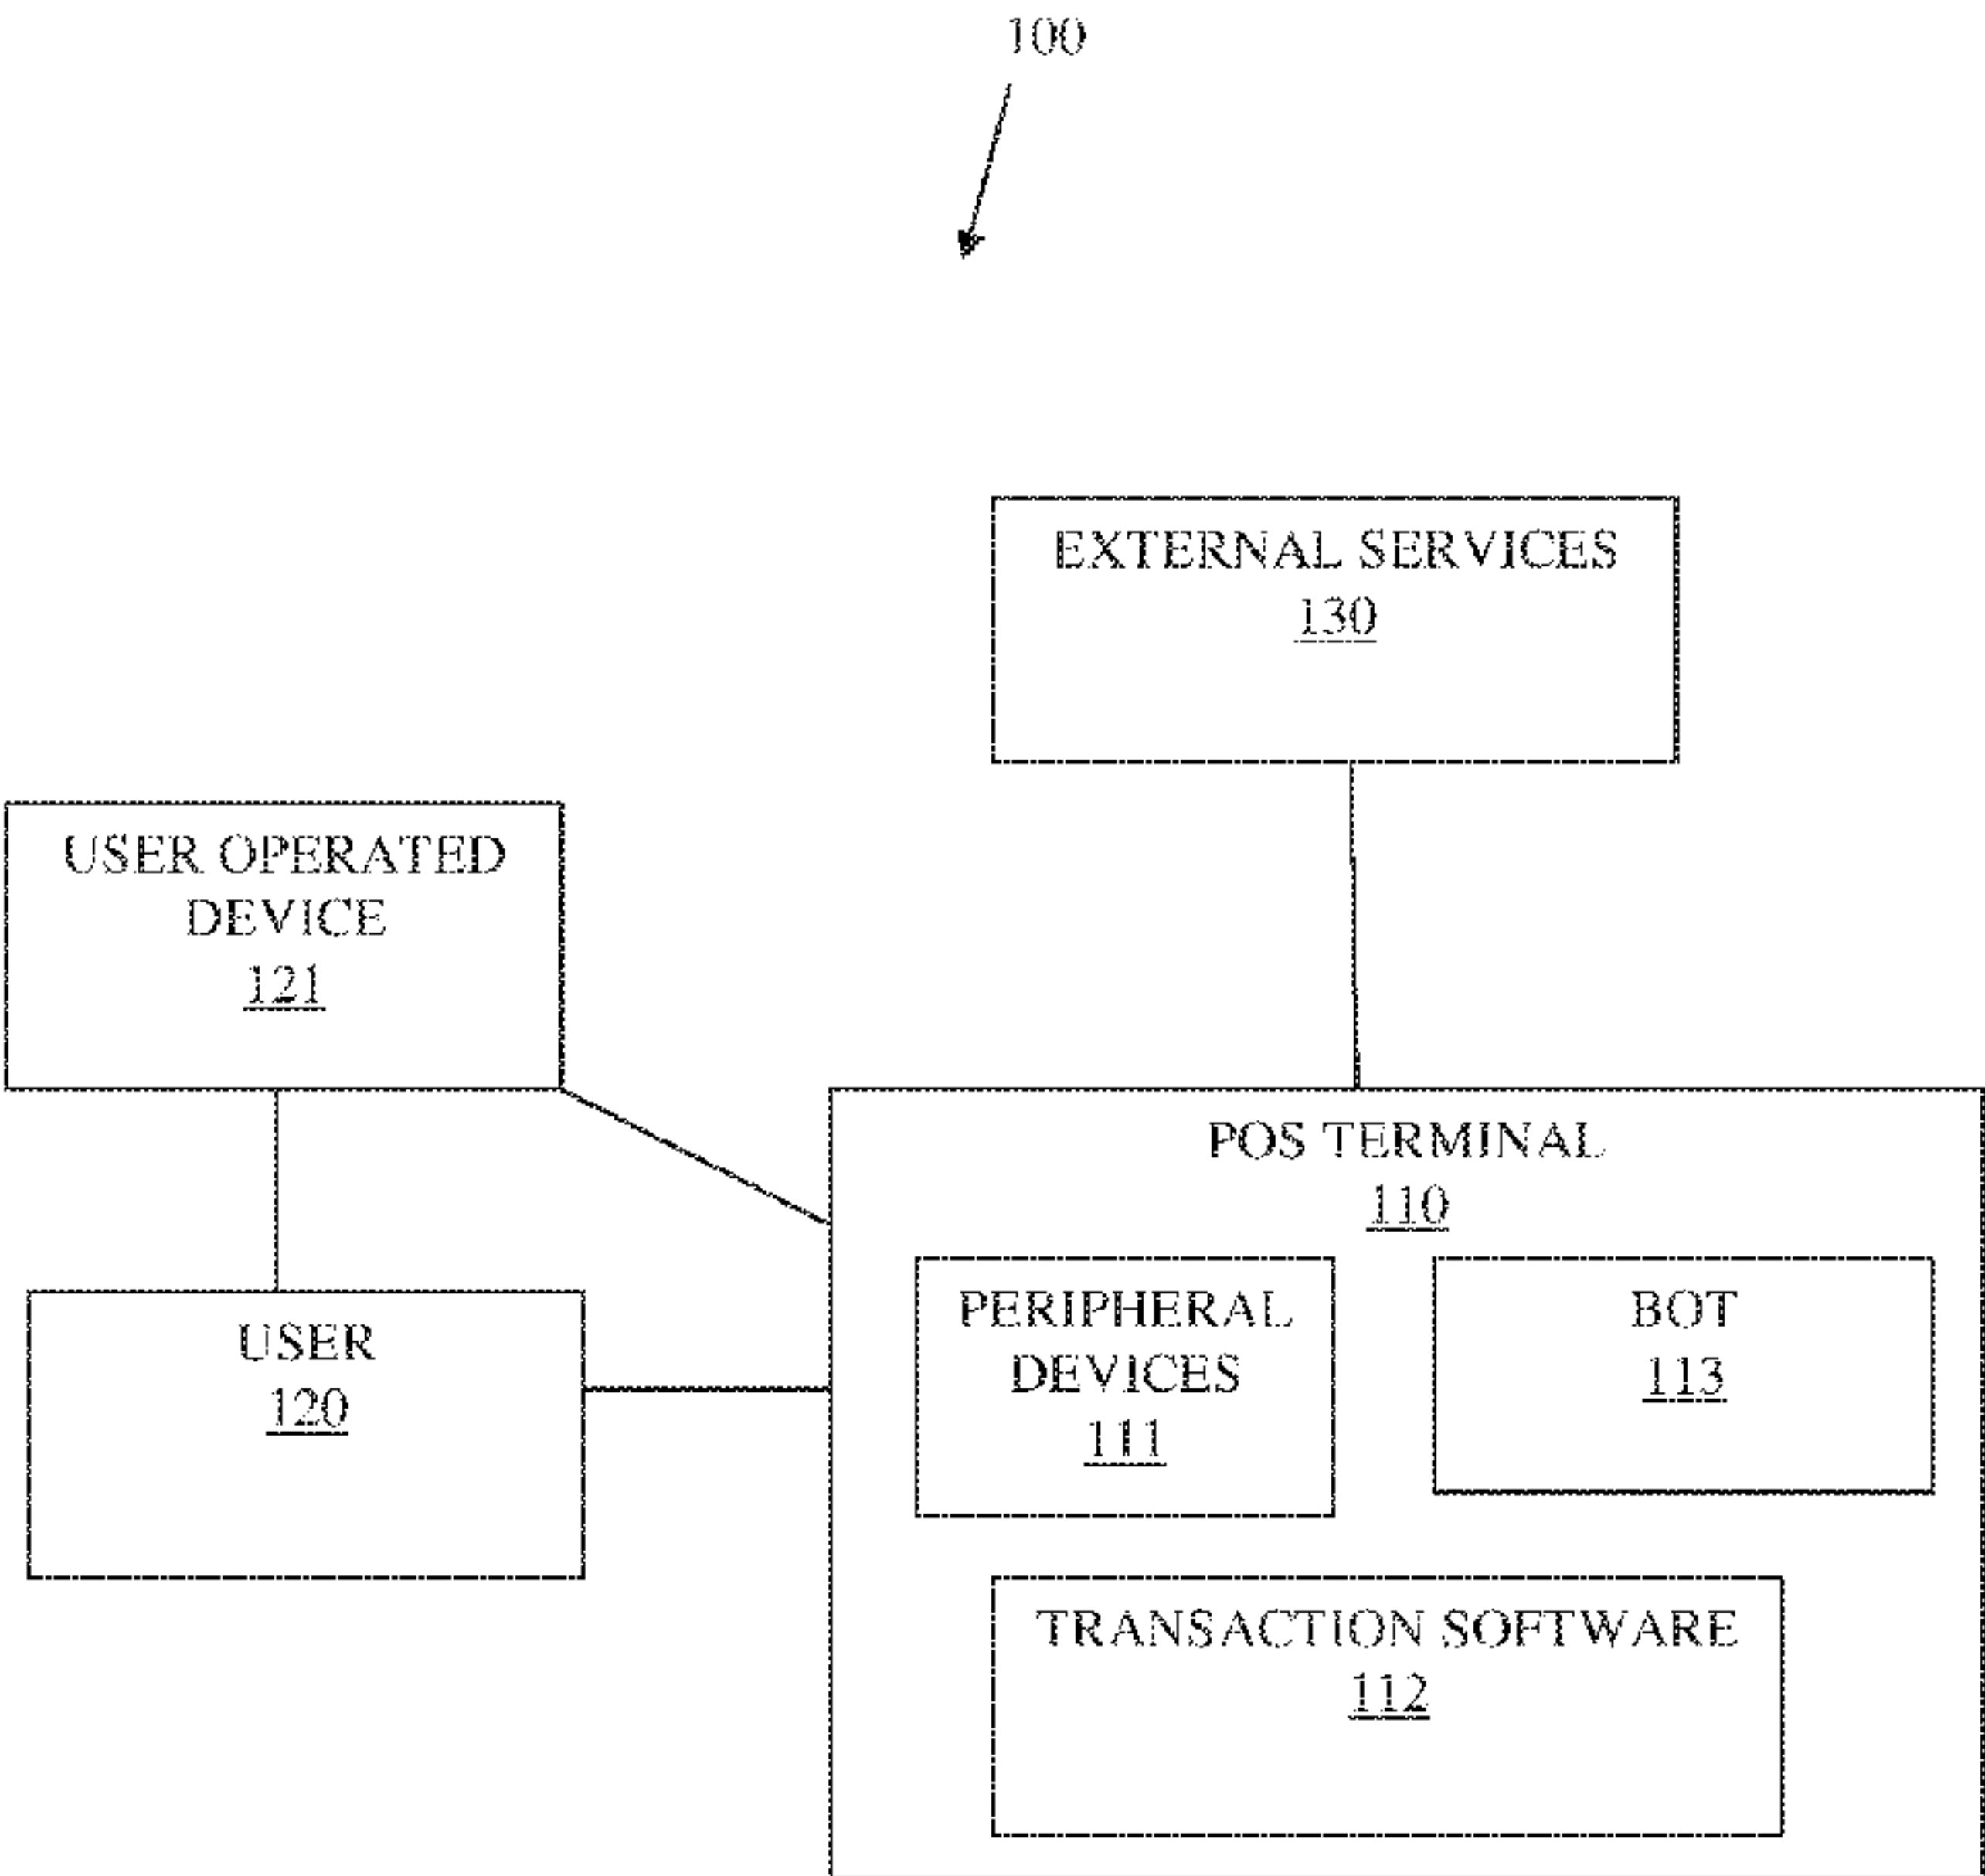 100
EXTERNAL SERVICES
130
USER OPERATED
DEVICE
121
POS TERMINAL
110
PERIPHERAL
DEVICES
111
BOT
113
USER
120
TRANSACTION SOFTWARE
112